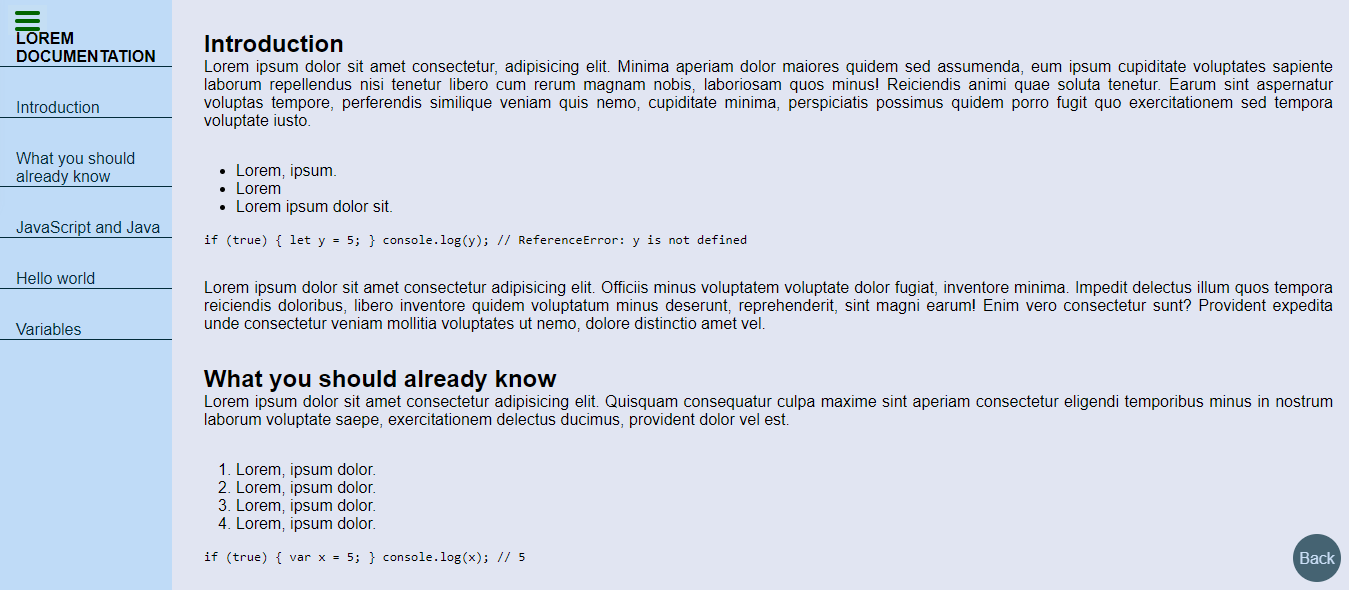 LOREM
DOCUMENTATION
Introduction
What you should
already know
JavaScript and Java
Hello world
Variables
Introduction
Lorem ipsum dolor sit amet consectetur, adipisicing elit. Minima aperiam dolor maiores quidem sed assumenda, eum ipsum cupiditate voluptates sapiente
laborum repellendus nisi tenetur libero cum rerum magnam nobis, laboriosam quos minus! Reiciendis animi quae soluta tenetur. Earum sint aspernatur
voluptas tempore, perferendis similique veniam quis nemo, cupiditate minima, perspiciatis possimus quidem porro fugit quo exercitationem sed tempora
voluptate iusto.
• Lorem, ipsum.
• Lorem
• Lorem ipsum dolor sit.
if (true) { let y = 5; } console.log(y); // ReferenceError: y is not defined
Lorem ipsum dolor sit amet consectetur adipisicing elit. Officiis minus voluptatem voluptate dolor fugiat, inventore minima. Impedit delectus illum quos tempora
reiciendis doloribus, libero inventore quidem voluptatum minus deserunt, reprehenderit, sint magni earum! Enim vero consectetur sunt? Provident expedita
unde consectetur veniam mollitia voluptates ut nemo, dolore distinctio amet vel.
What you should already know
Lorem ipsum dolor sit amet consectetur adipisicing elit. Quisquam consequatur culpa maxime sint aperiam consectetur eligendi temporibus minus in nostrum
laborum voluptate saepe, exercitationem delectus ducimus, provident dolor vel est.
1. Lorem, ipsum dolor.
2. Lorem, ipsum dolor.
3. Lorem, ipsum dolor.
4. Lorem, ipsum dolor.
if (true) { var x = 5; } console.log(x); // 5
Back